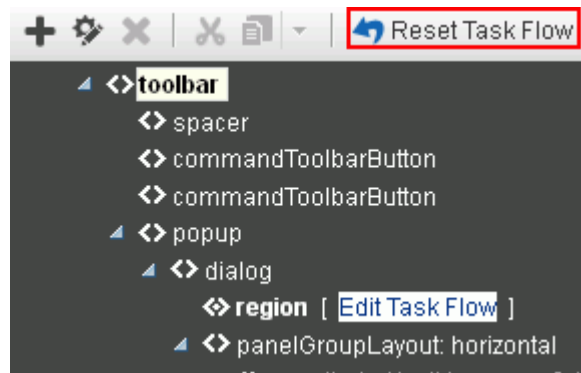 Reset Task Flow
<> toolbar
<> spacer
<> commandToolbarButton
<> commandToolbarButton
<> popup
<> dialog
<> region [ Edit Task Flow ]
<> panelGroupLayout: horizontal